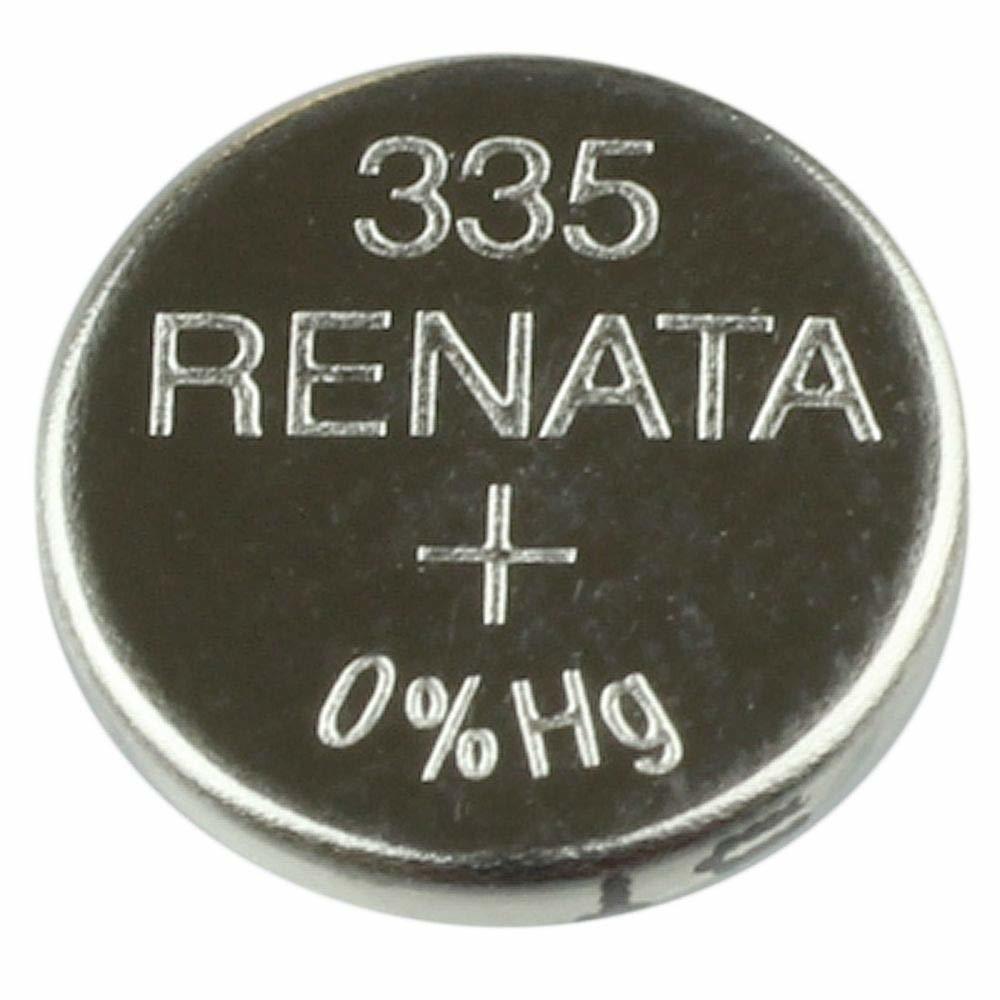 335
RENATA
+
0%Hg